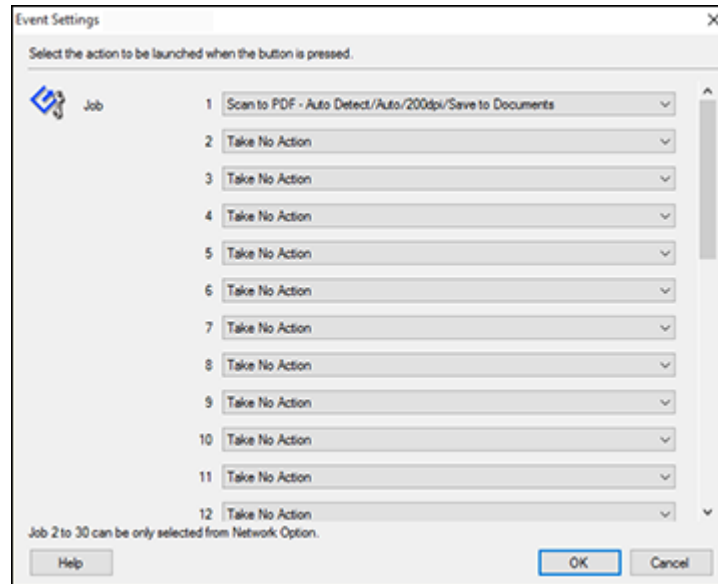 Event Settings
Select the action to be launched when the button is pressed.
Job 1 Scan to PDF - Auto Detect/Auto/200dpi/Save to Documents
2 Take No Action
3 Take No Action
4 Take No Action
5 Take No Action
6 Take No Action
7 Take No Action
8 Take No Action
9 Take No Action
10 Take No Action
11 Take No Action
12 Take No Action
Job 2 to 30 can be only selected from Network Option.
Help OK Cancel